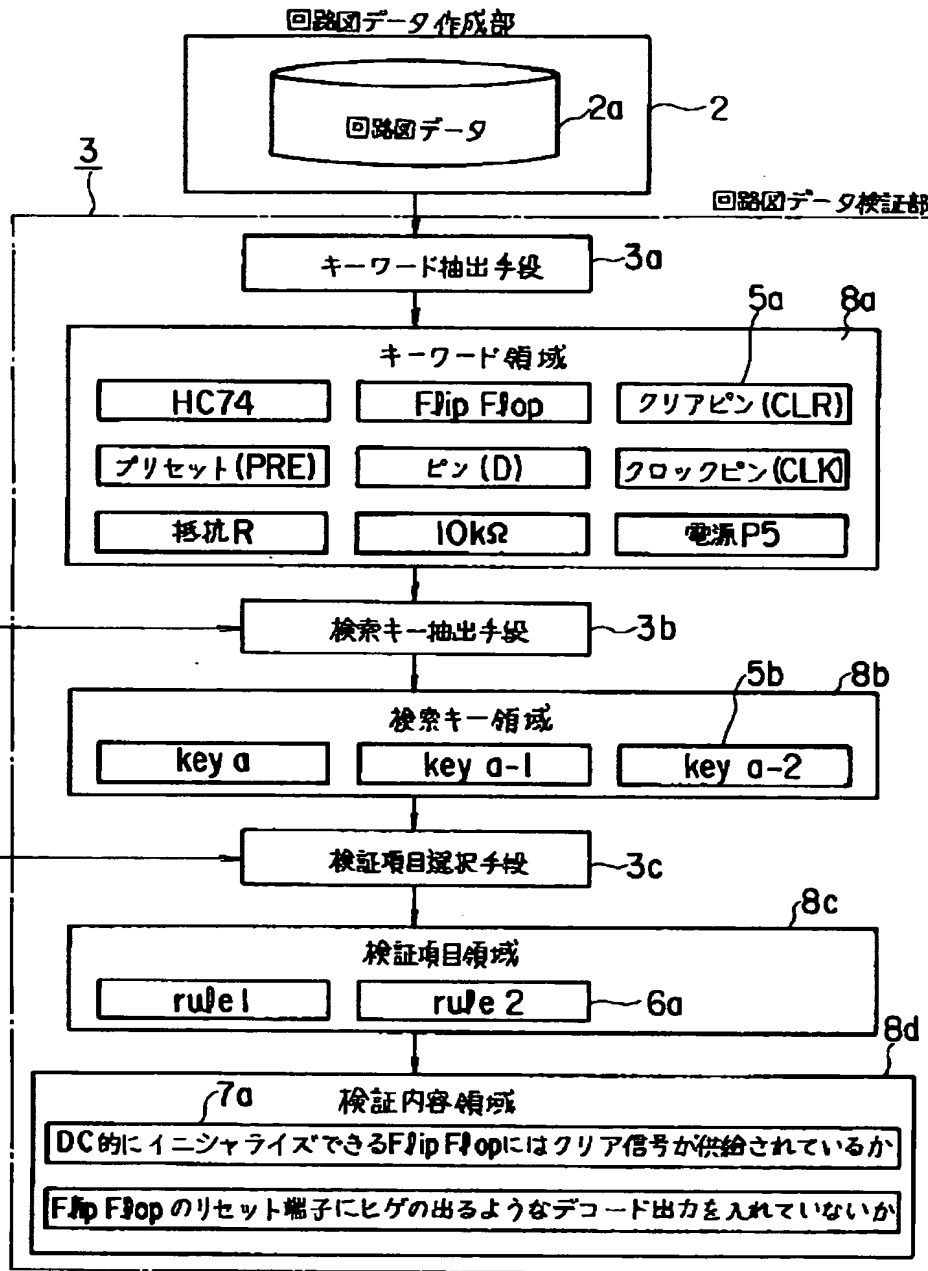 回路図データ作成部
回路図データ
2a
2
3
回路図データ検証部
キーワード抽出手段
3a
5a
8a
キーワード領域
HC74
Flip Flop
クリアピン(CLR)
プリセット(PRE)
ピン(D)
クロックピン(CLK)
抵抗R
10kΩ
電源P5
検索キー抽出手段
3b
5b
8b
検索キー領域
key a
key a-1
key a-2
検証項目選択手段
3c
8c
検証項目領域
rule 1
rule 2
6a
8d
7a
検証内容領域
DC的にイニシャライズできるFlip Flopにはクリア信号が供給されているか
Flip Flopのリセット端子にヒゲの出るようなデコード出力を入れていないか